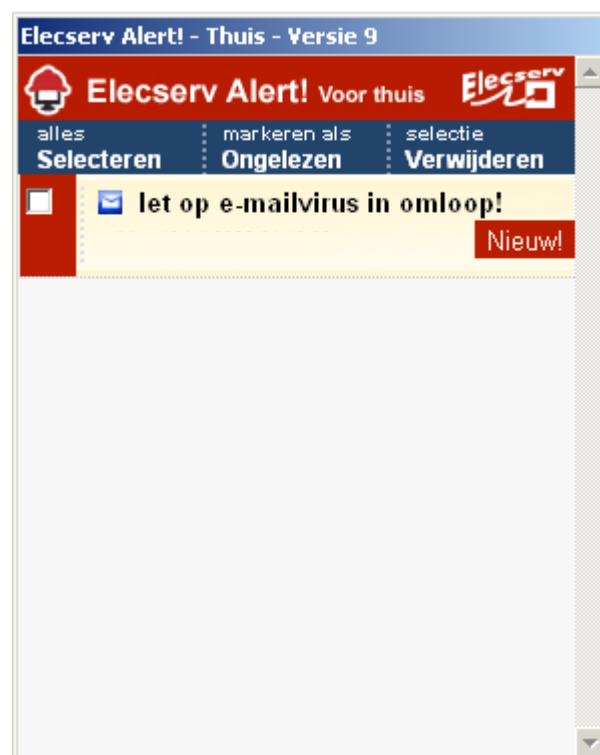 Elecserv Alert! - Thuis - Versie 9
Elecserv Alert! Voor thuis Elecserv
alles markeren als selectie
Selecteren Ongelezen Verwijderen
let op e-mailvirus in omloop!
Nieuw!